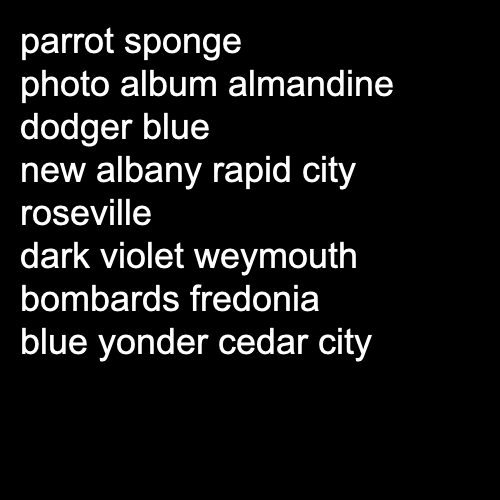 parrot sponge
photo album almandine
dodger blue
new albany rapid city
roseville
dark violet weymouth
bombards fredonia
blue yonder cedar city